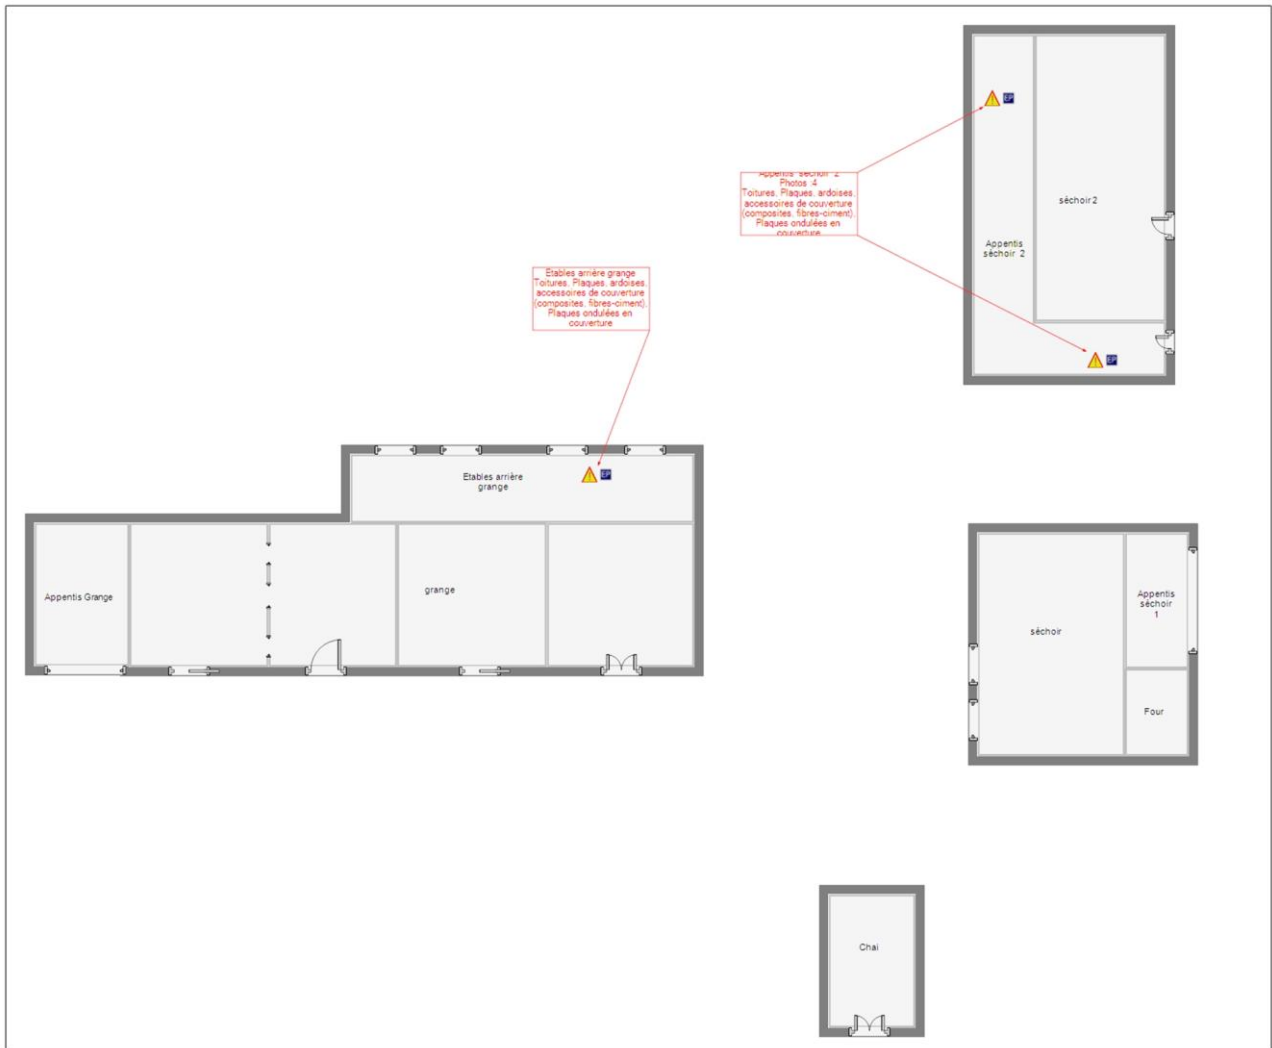 EP
Appentis séchoir 2
Photos :4
Toitures, Plaques, ardoises,
accessoires de couverture
(composites, fibres-ciment),
Plaques ondulées en
couverture
séchoir 2
Appentis
séchoir 2
Etables arrière grange
Toitures, Plaques, ardoises,
accessoires de couverture
(composites, fibres-ciment),
Plaques ondulées en
couverture
EP
Etables arrière
grange
EP
Appentis Grange
grange
Appentis
séchoir
1
séchoir
Four
Chai